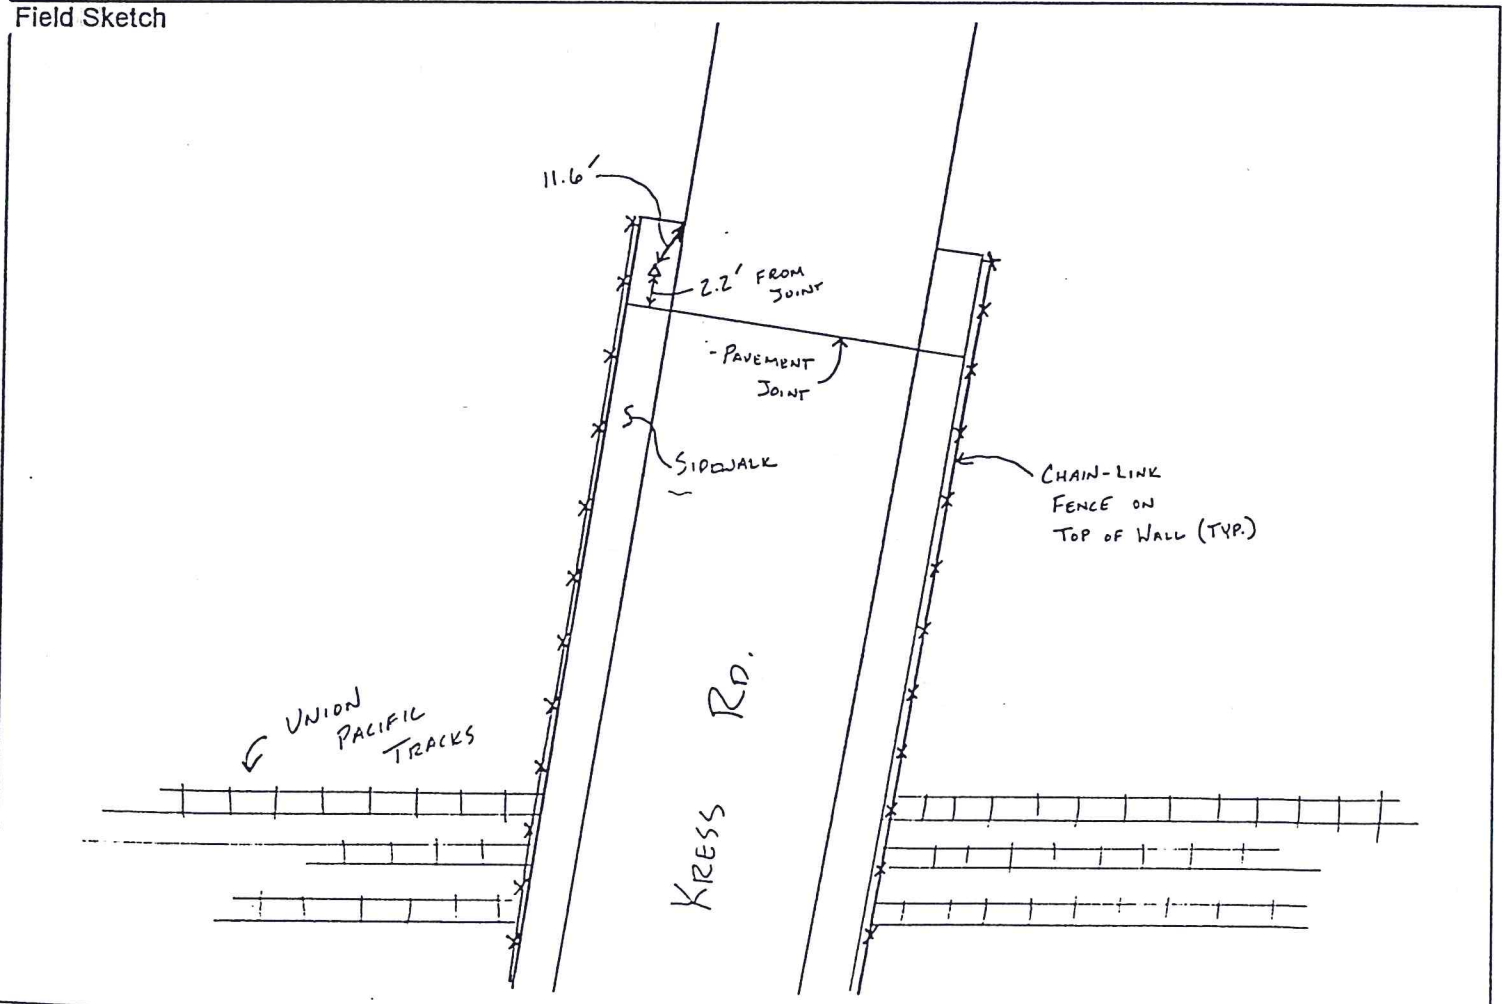 Field Sketch
11.6'
2.2' FROM
JOINT
- PAVEMENT
JOINT
SIDEWALK
CHAIN-LINK
FENCE ON
TOP OF WALL (TYP.)
UNION
PACIFIC
TRACKS
KRESS RD.